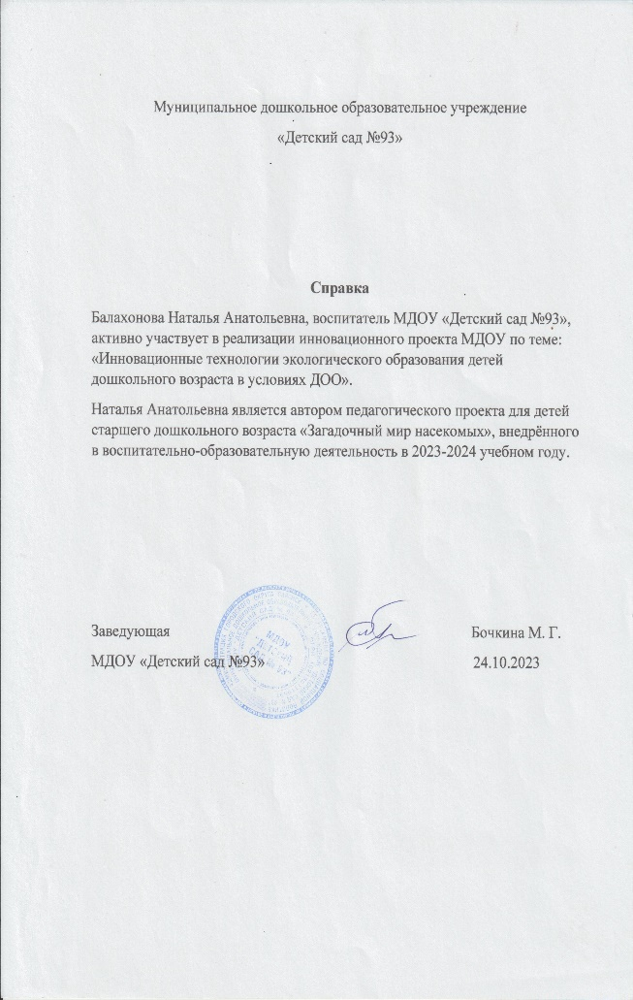 Муниципальное дошкольное образовательное учреждение
«Детский сад №93»
Справка
Балахонова Наталья Анатольевна, воспитатель МДОУ «Детский сад №93»,
активно участвует в реализации инновационного проекта МДОУ по теме:
«Инновационные технологии экологического образования детей
дошкольного возраста в условиях ДОО».
Наталья Анатольевна является автором педагогического проекта для детей
старшего дошкольного возраста «Загадочный мир насекомых», внедрённого
в воспитательно-образовательную деятельность в 2023-2024 учебном году.
Заведующая Бочкина М. Г.
МДОУ «Детский сад №93» 24.10.2023
МДОУ
"ДЕТСКИЙ
САД № 93"